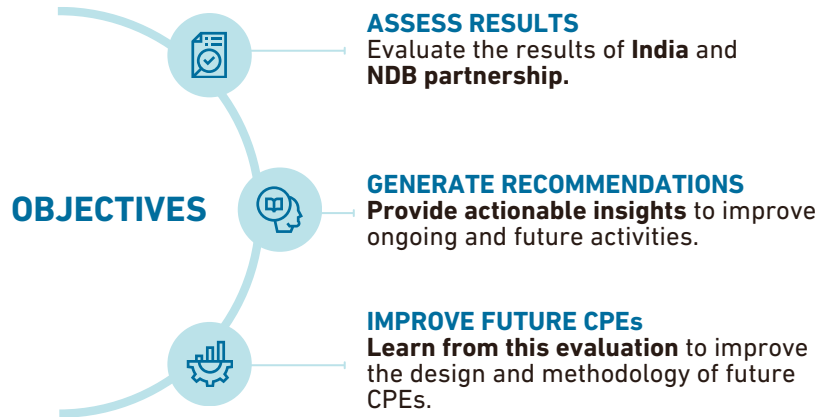 OBJECTIVES
ASSESS RESULTS
Evaluate the results of India and
NDB partnership.
GENERATE RECOMMENDATIONS
Provide actionable insights to improve
ongoing and future activities.
IMPROVE FUTURE CPEs
Learn from this evaluation to improve
the design and methodology of future
CPEs.